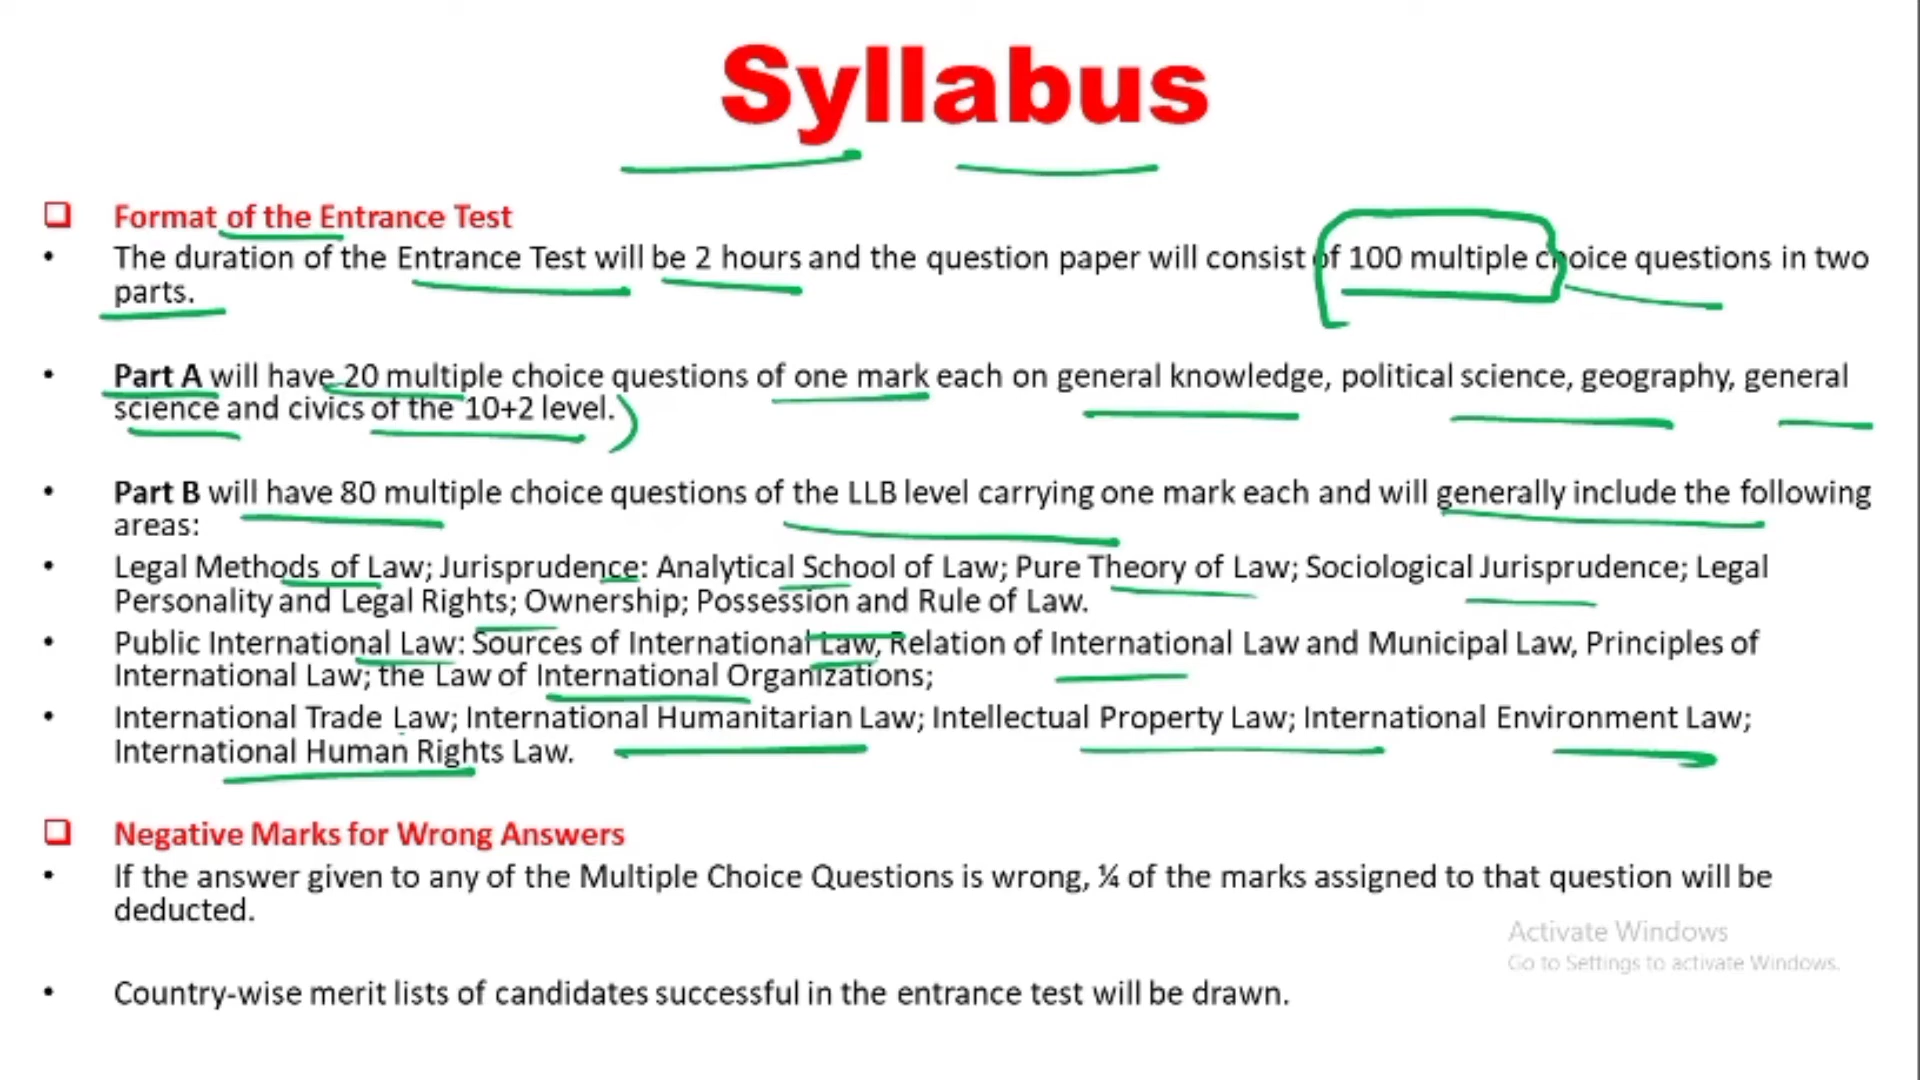 Syllabus
❑ Format of the Entrance Test
• The duration of the Entrance Test will be 2 hours and the question paper will consist of 100 multiple choice questions in two
parts.
• Part A will have 20 multiple choice questions of one mark each on general knowledge, political science, geography, general
science and civics of the 10+2 level.
• Part B will have 80 multiple choice questions of the LLB level carrying one mark each and will generally include the following
areas:
• Legal Methods of Law; Jurisprudence: Analytical School of Law; Pure Theory of Law; Sociological Jurisprudence; Legal
Personality and Legal Rights; Ownership; Possession and Rule of Law.
• Public International Law: Sources of International Law, Relation of International Law and Municipal Law, Principles of
International Law; the Law of International Organizations;
• International Trade Law; International Humanitarian Law; Intellectual Property Law; International Environment Law;
International Human Rights Law.
❑ Negative Marks for Wrong Answers
• If the answer given to any of the Multiple Choice Questions is wrong, ¼ of the marks assigned to that question will be
deducted.
Activate Windows
Go to Settings to activate Windows.
• Country-wise merit lists of candidates successful in the entrance test will be drawn.